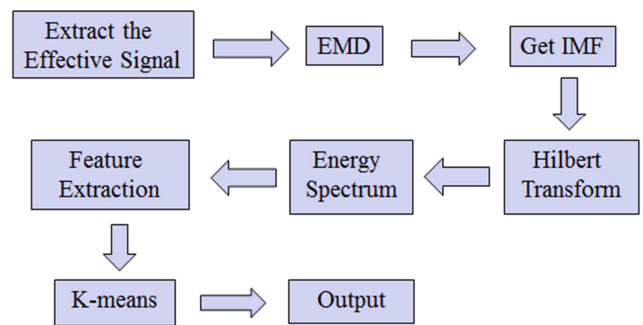 Extract the
Effective Signal
EMD
Get IMF
Hilbert
Transform
Energy
Spectrum
Feature
Extraction
K-means
Output